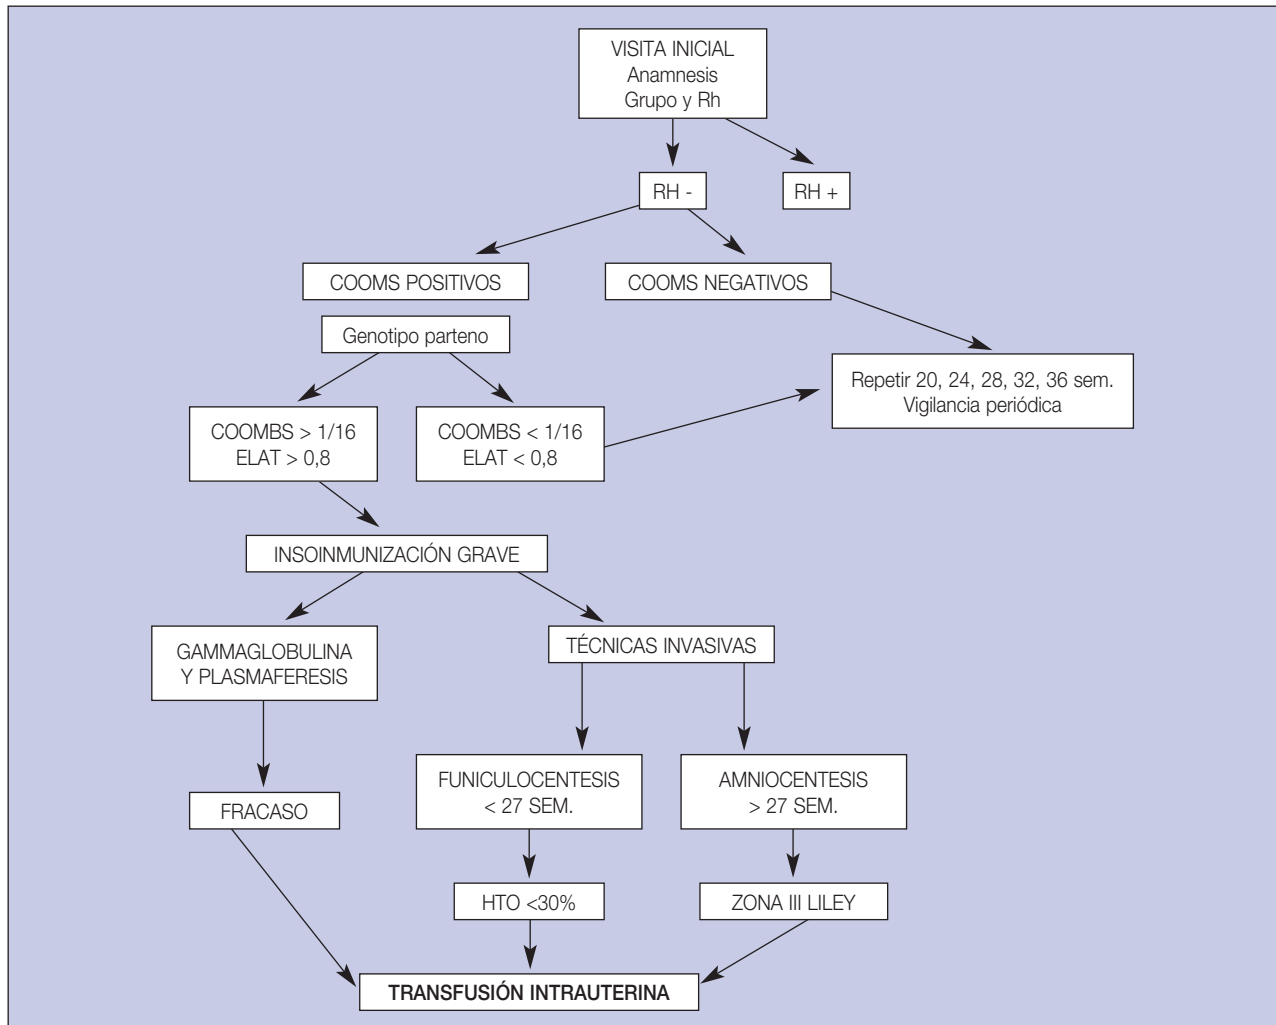 VISITA INICIAL
Anamnesis
Grupo y Rh
RH -
RH +
COOMS POSITIVOS
COOMS NEGATIVOS
Genotipo parteno
Repetir 20, 24, 28, 32, 36 sem.
Vigilancia periódica
COOMBS > 1/16
ELAT > 0,8
COOMBS < 1/16
ELAT < 0,8
INSOINMUNIZACIÓN GRAVE
GAMMAGLOBULINA
Y PLASMAFERESIS
TÉCNICAS INVASIVAS
FUNICULOCENTESIS
< 27 SEM.
AMNIOCENTESIS
> 27 SEM.
FRACASO
HTO <30%
ZONA III LILEY
TRANSFUSIÓN INTRAUTERINA